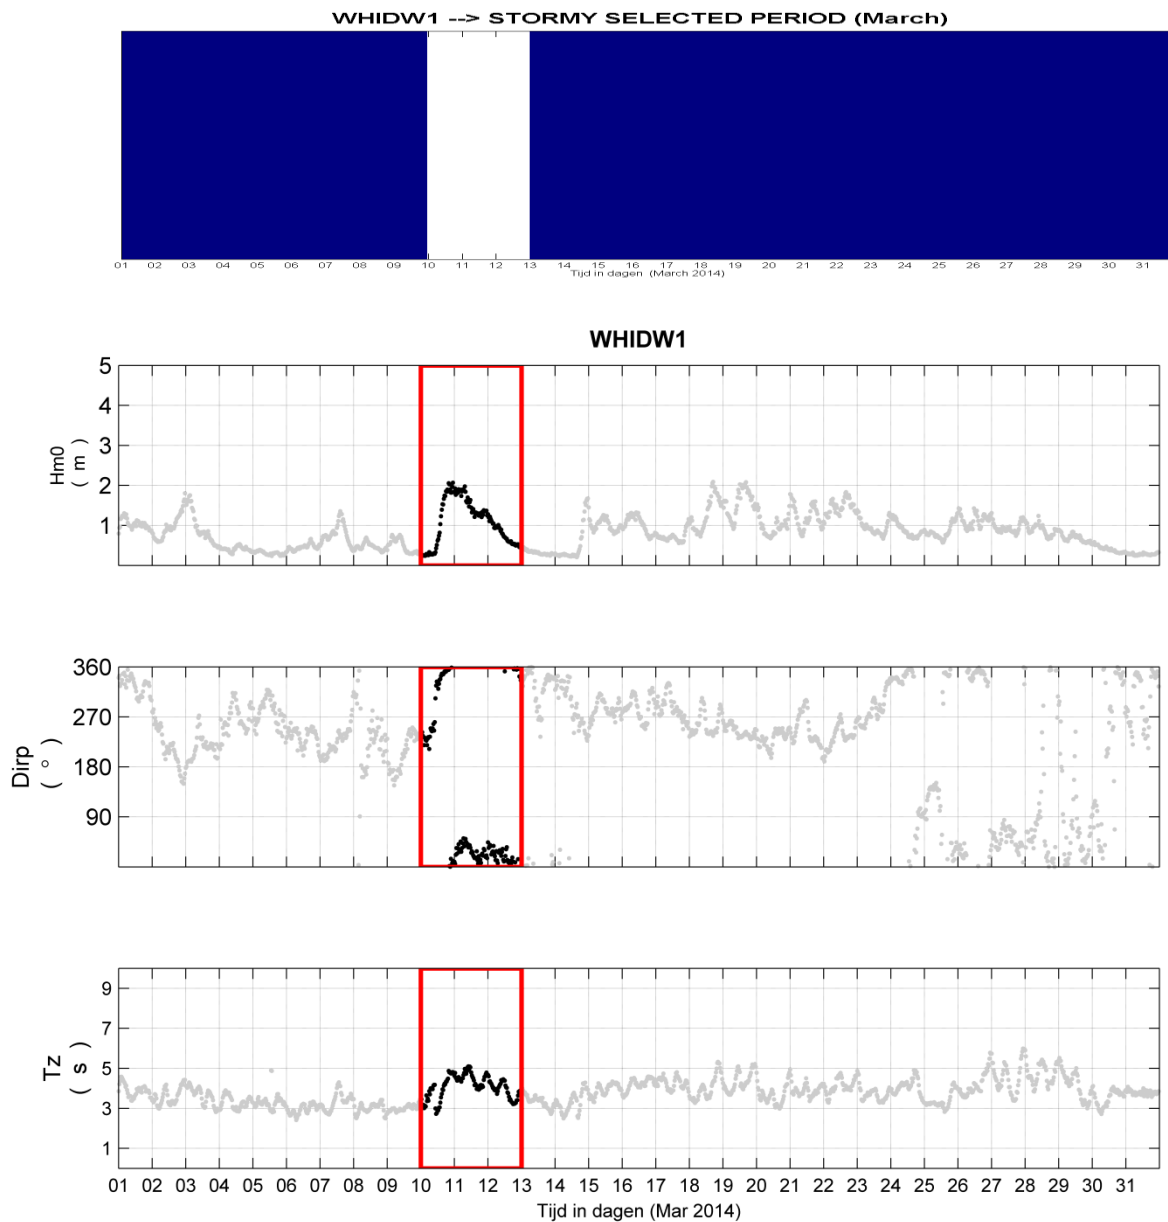 WHIDW1 --> STORMY SELECTED PERIOD (March)
01 02 03 04 05 06 07 08 09 10 11 12 13 14 15 16 17 18 19 20 21 22 23 24 25 26 27 28 29 30 31
Tijd in dagen (March 2014)
WHIDW1
Hm0
( m )
5
4
3
2
1
Dirp
( ° )
360
270
180
90
Tz
( s )
9
7
5
3
1
01 02 03 04 05 06 07 08 09 10 11 12 13 14 15 16 17 18 19 20 21 22 23 24 25 26 27 28 29 30 31
Tijd in dagen (Mar 2014)